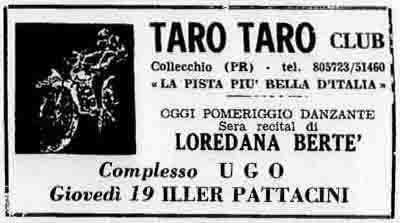 TARO TARO CLUB
Collecchio (PR) - tel. 805723/51460
« LA PISTA PIU' BELLA D'ITALIA »
OGGI POMERIGGIO DANZANTE
Sera recital di
LOREDANA BERTE'
Complesso UGO
Giovedì 19 ILLER PATTACINI